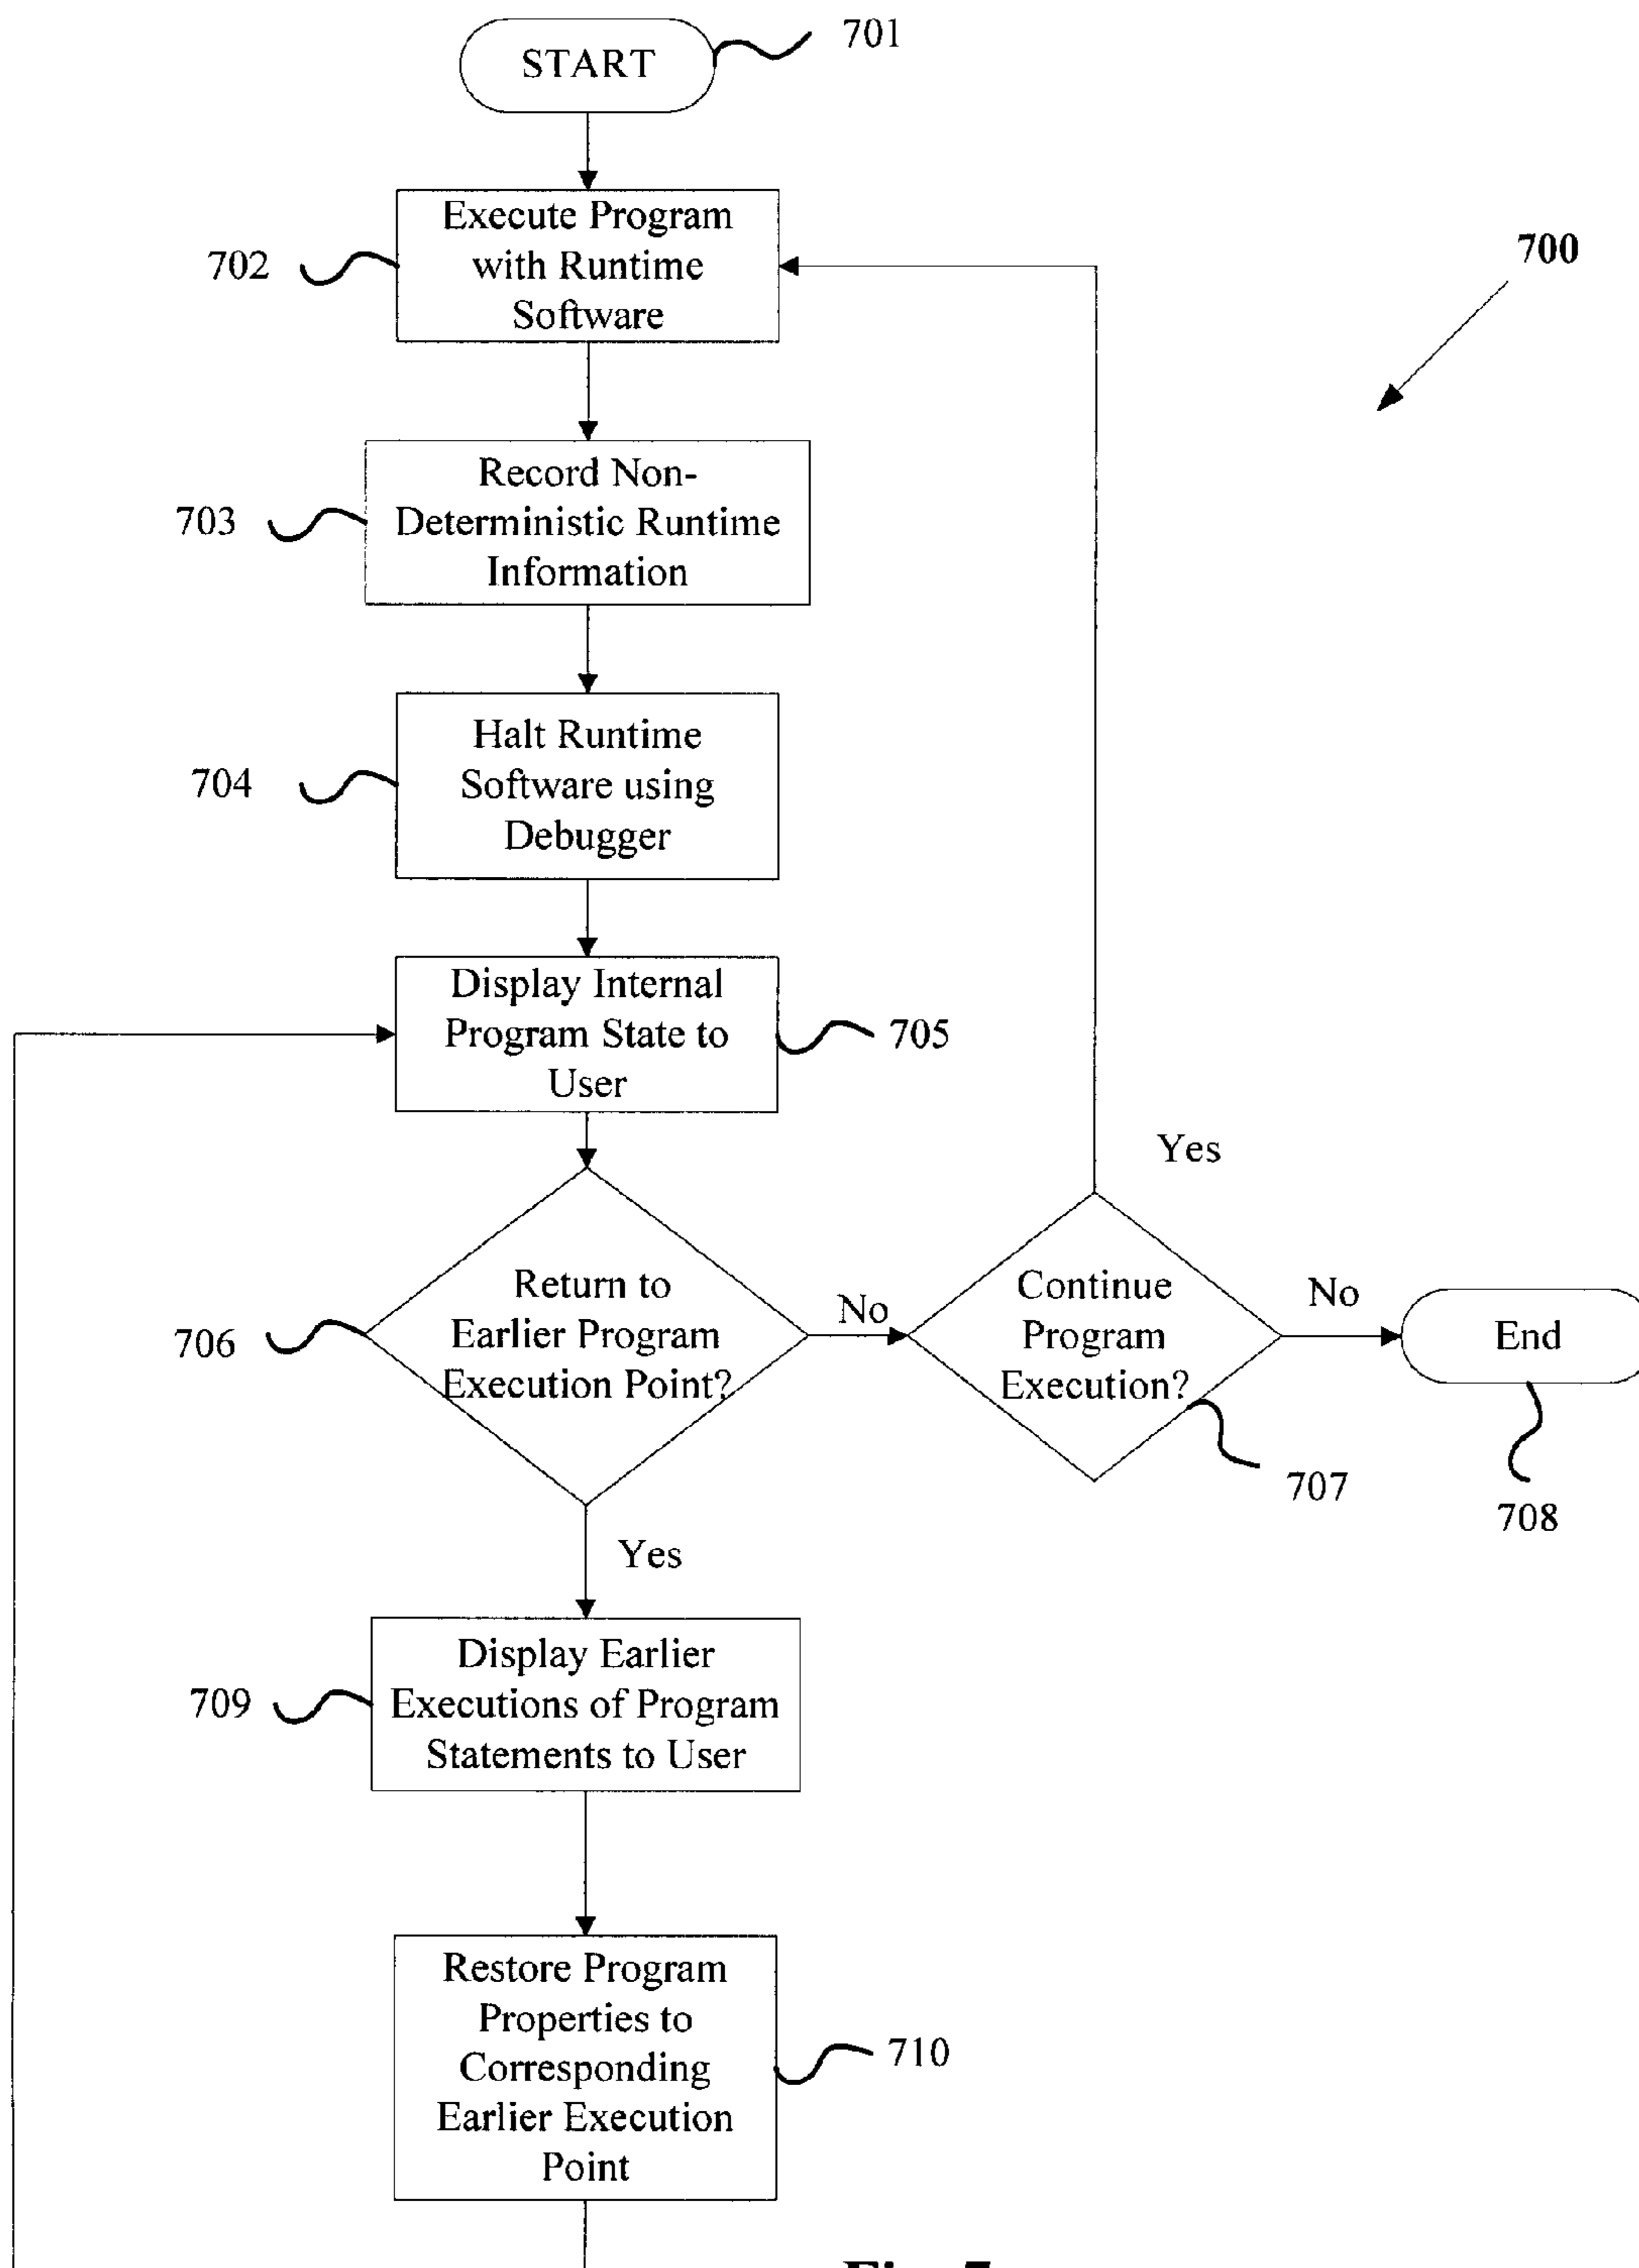 START
701
Execute Program
with Runtime
Software
702
700
Record Non-
Deterministic Runtime
Information
703
Halt Runtime
Software using
Debugger
704
Display Internal
Program State to
User
705
Yes
Return to
Earlier Program
Execution Point?
706
No
Continue
Program
Execution?
707
No
End
708
Yes
Display Earlier
Executions of Program
Statements to User
709
Restore Program
Properties to
Corresponding
Earlier Execution
Point
710